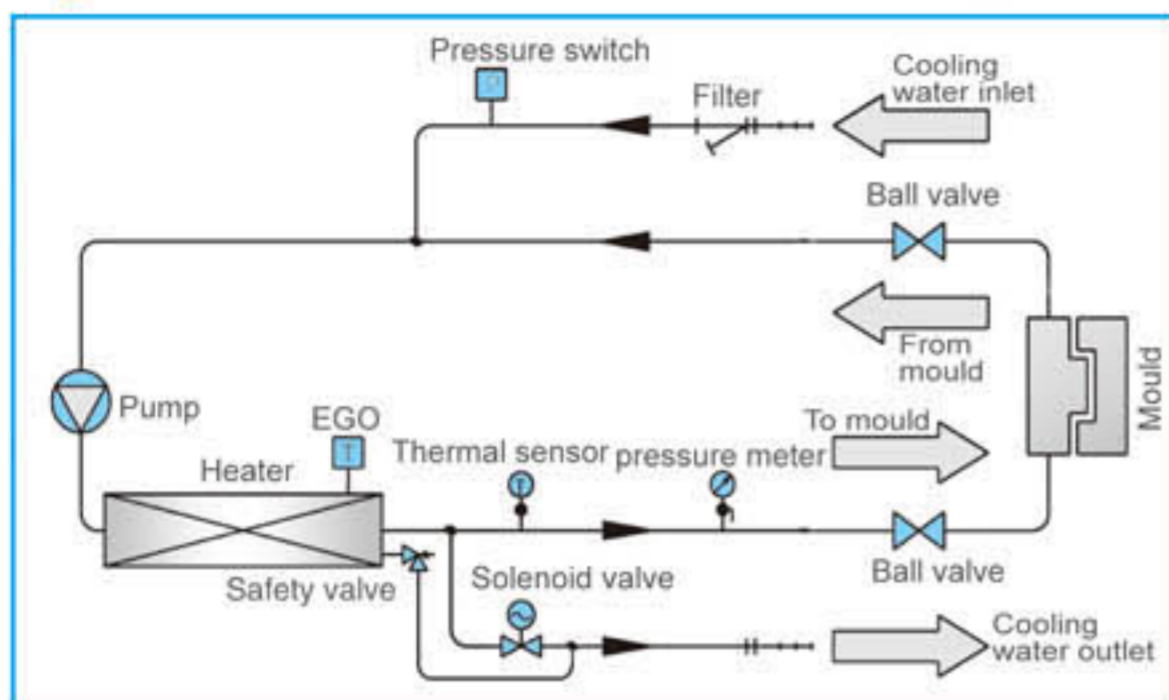 Pressure switch
P
Filter
Cooling
water inlet
Ball valve
From
mould
Mould
Pump
EGO
T
Heater
Thermal sensor
T
pressure meter
To mould
Safety valve
Solenoid valve
Ball valve
Cooling
water outlet